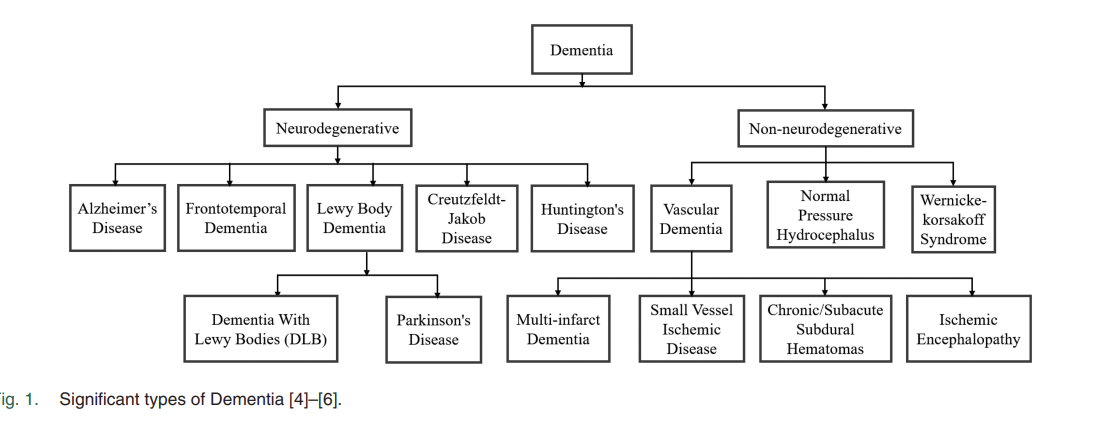 Dementia
Neurodegenerative
Non-neurodegenerative
Alzheimer's
Disease
Frontotemporal
Dementia
Lewy Body
Dementia
Creutzfeldt-
Jakob
Disease
Huntington's
Disease
Vascular
Dementia
Normal
Pressure
Hydrocephalus
Wernicke-
korsakoff
Syndrome
Dementia With
Lewy Bodies (DLB)
Parkinson's
Disease
Multi-infarct
Dementia
Small Vessel
Ischemic
Disease
Chronic/Subacute
Subdural
Hematomas
Ischemic
Encephalopathy
ig. 1. Significant types of Dementia [4]–[6].